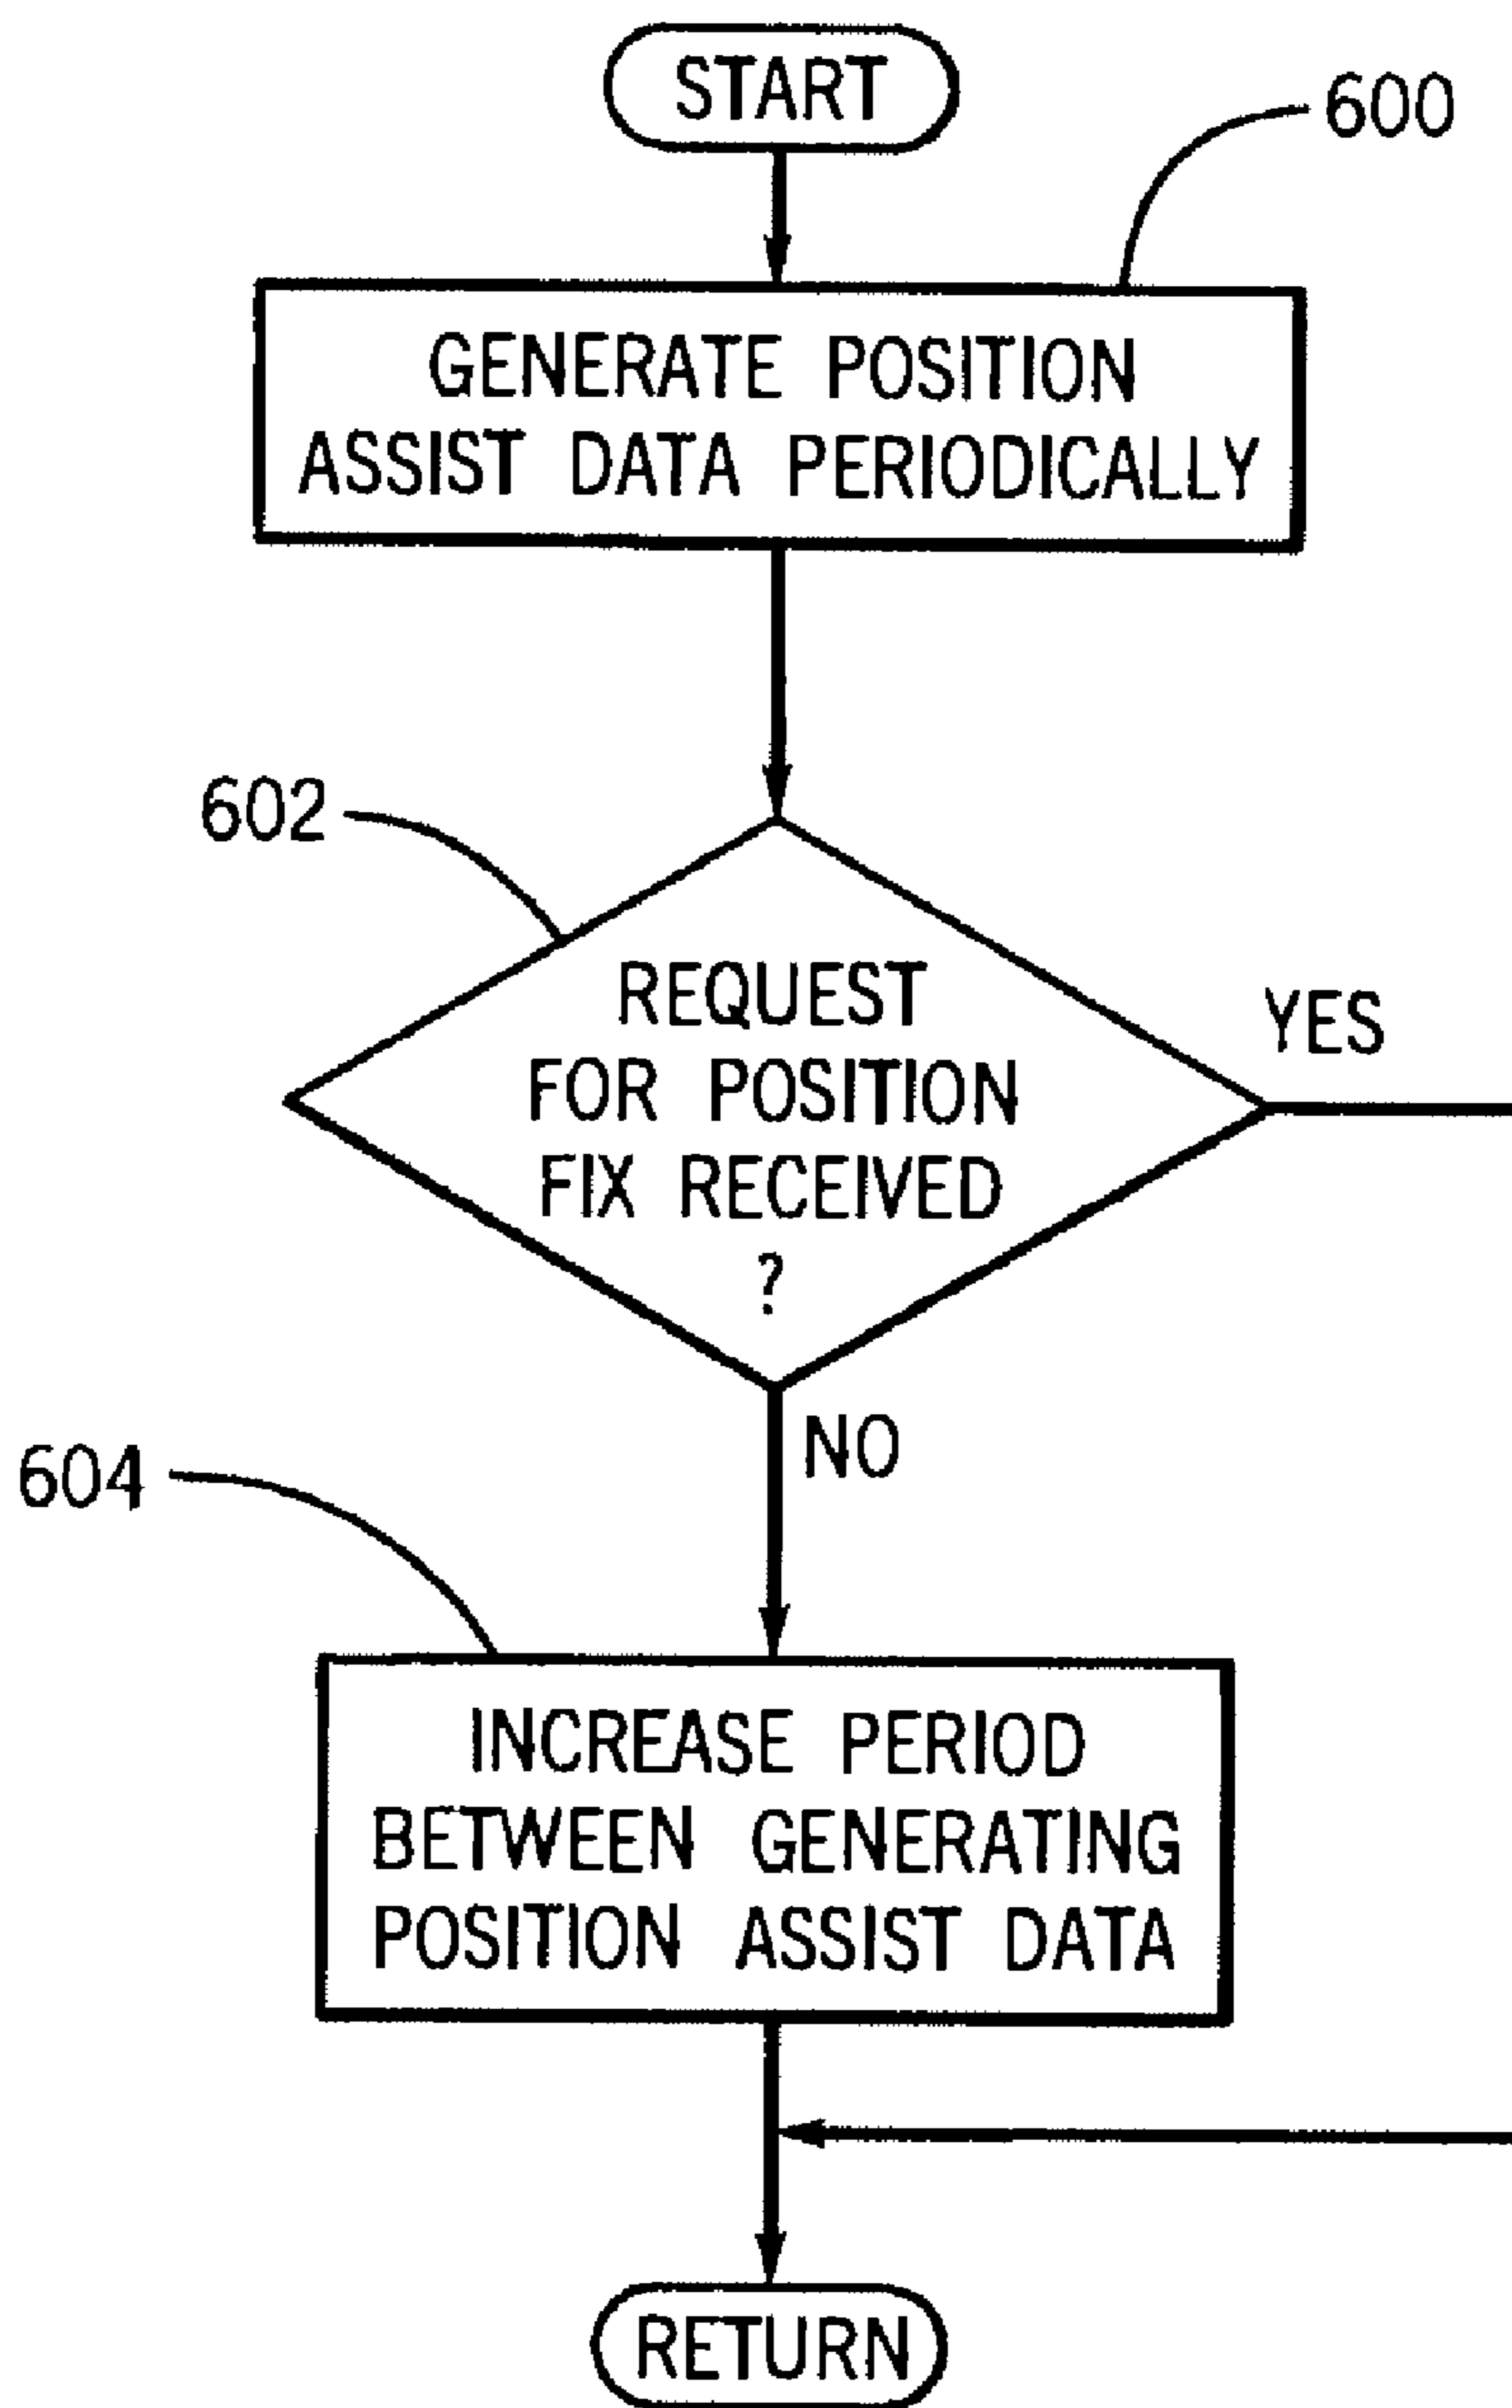 START
600
GENERATE POSITION
ASSIST DATA PERIODICALLY
602
REQUEST
FOR POSITION
FIX RECEIVED
?
YES
NO
604
INCREASE PERIOD
BETWEEN GENERATING
POSITION ASSIST DATA
RETURN